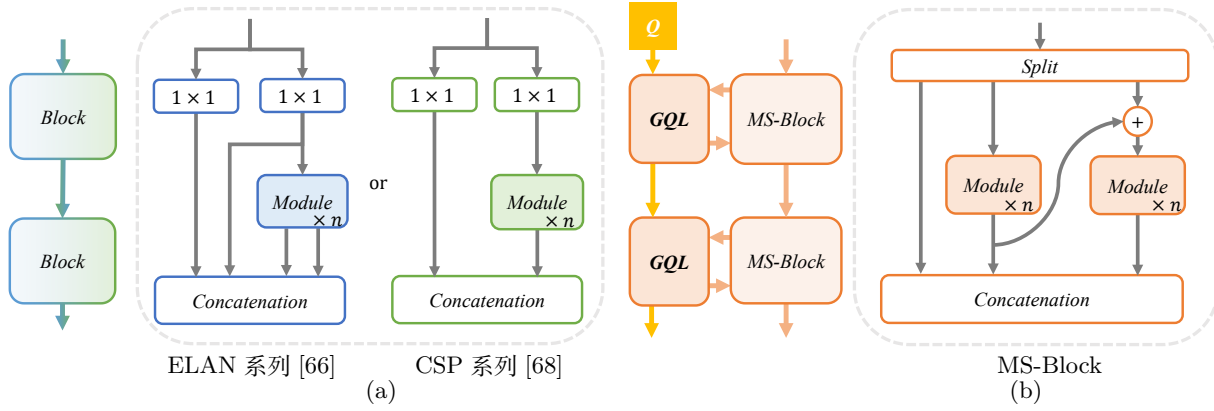 Block
Block
1 × 1
1 × 1
Module
× n
Concatenation
ELAN 系列 [66]
or
1 × 1
1 × 1
Module
× n
Concatenation
CSP 系列 [68]
(a)
Q
GQL
MS-Block
GQL
MS-Block
Split
+
Module
× n
Module
× n
Concatenation
MS-Block
(b)